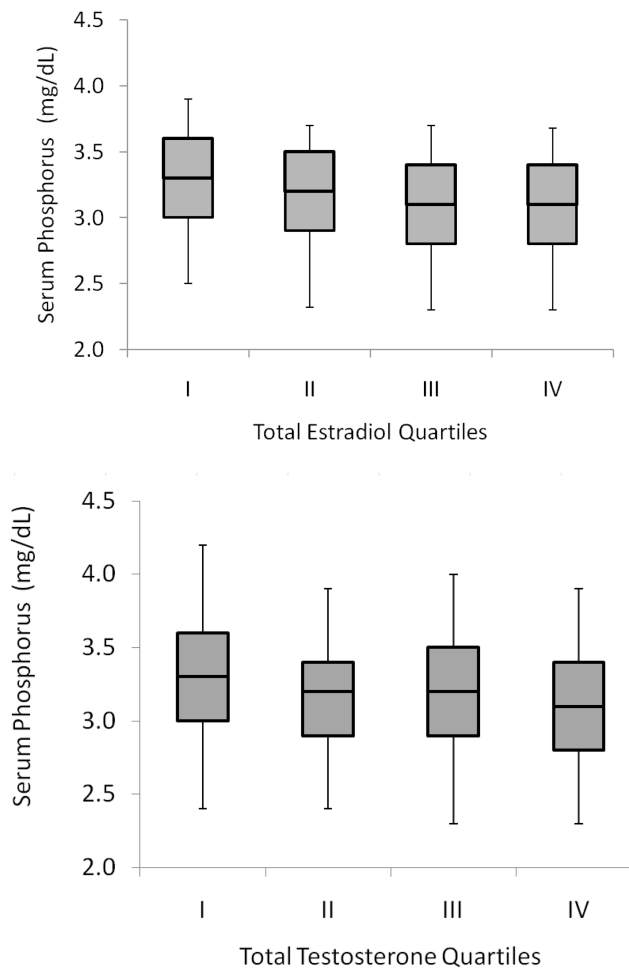 4.5
4.0
3.5
3.0
2.5
2.0
Serum Phosphorus (mg/dL)
I II III IV
Total Estradiol Quartiles
4.5
4.0
3.5
3.0
2.5
2.0
Serum Phosphorus (mg/dL)
I II III IV
Total Testosterone Quartiles